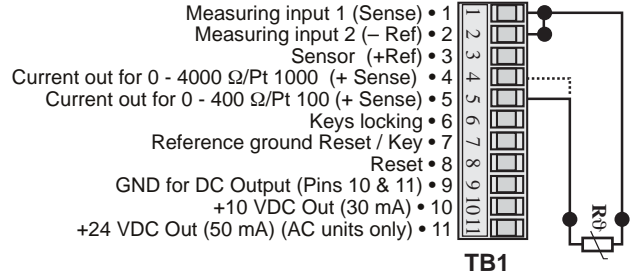 Measuring input 1 (Sense) • 1
Measuring input 2 (– Ref) • 2
Sensor (+Ref) • 3
Current out for 0 - 4000 Ω/Pt 1000 (+ Sense) • 4
Current out for 0 - 400 Ω/Pt 100 (+ Sense) • 5
Keys locking • 6
Reference ground Reset / Key • 7
Reset • 8
GND for DC Output (Pins 10 & 11) • 9
+10 VDC Out (30 mA) • 10
+24 VDC Out (50 mA) (AC units only) • 11
1
2
3
4
5
6
7
8
9
10
11
Rϑ
TB1